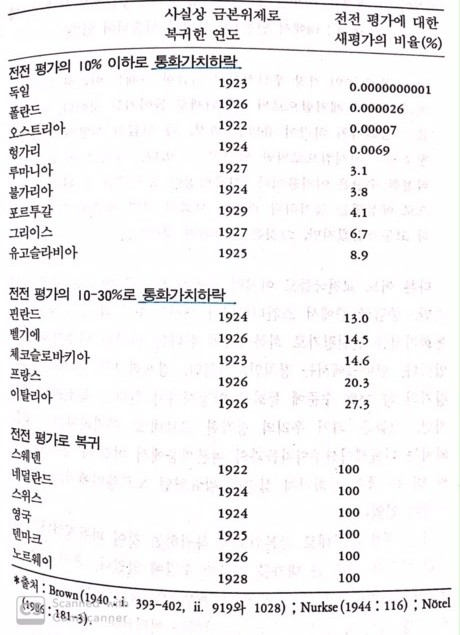 사실상 금본위제로 전전 평가에 대한
복귀한 연도 새평가의 비율(%)
전전 평가의 10% 이하로 통화가치하락
독일 1923 0.0000000001
폴란드 1926 0.000026
오스트리아 1922 0.00007
헝가리 1924 0.0069
루마니아 1927 3.1
불가리아 1924 3.8
포르투갈 1929 4.1
그리이스 1927 6.7
유고슬라비아 1925 8.9
전전 평가의 10-30%로 통화가치하락
핀란드 1924 13.0
벨기에 1926 14.5
체코슬로바키아 1923 14.6
프랑스 1926 20.3
이탈리아 1926 27.3
전전 평가로 복귀
스웨덴 1922 100
네덜란드 1924 100
스위스 1924 100
영국 1925 100
덴마크 1926 100
노르웨이 1928 100
*출처 : Brown (1940 : i. 393-402, ii. 919와 1028) ; Nurkse (1944 : 116) ; Nötel
(1986 : 181-3).
Scanned with
CamScanner